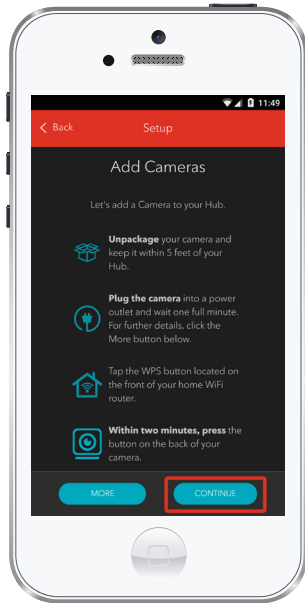 11:49
Back
Setup
Add Cameras
Let's add a Camera to your Hub.
Unpackage your camera and
keep it within 5 feet of your
Hub.
Plug the camera into a power
outlet and wait one full minute.
For further details, click the
More button below.
Tap the WPS button located on
the front of your home WiFi
router.
Within two minutes, press the
button on the back of your
camera.
MORE
CONTINUE